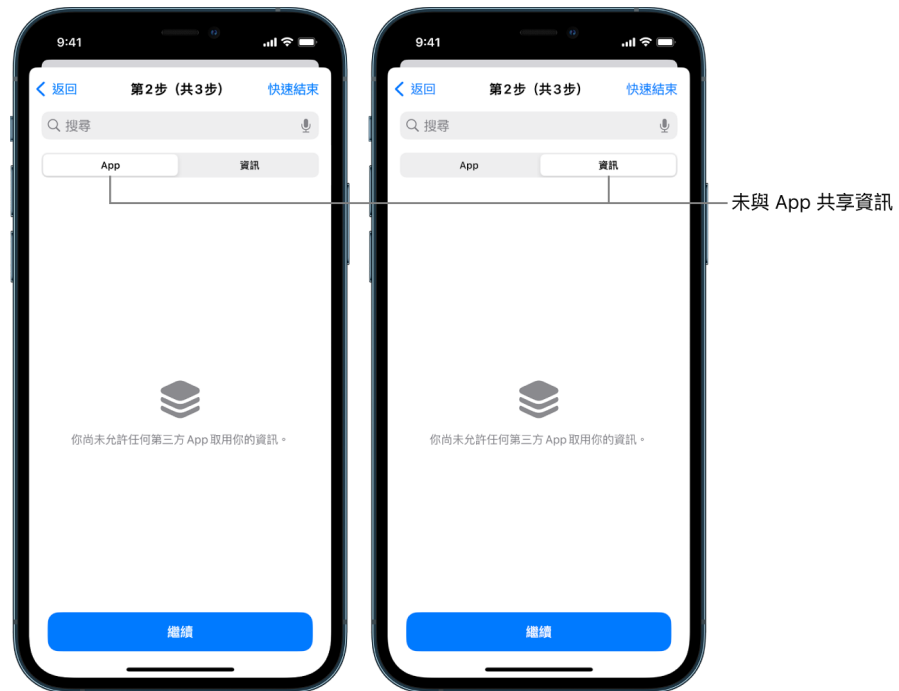 9:41
返回
第2步（共3步）
快速結束
搜尋
App
資訊
你尚未允許任何第三方 App 取用你的資訊。
繼續
9:41
返回
第2步（共3步）
快速結束
搜尋
App
資訊
你尚未允許任何第三方 App 取用你的資訊。
繼續
未與 App 共享資訊